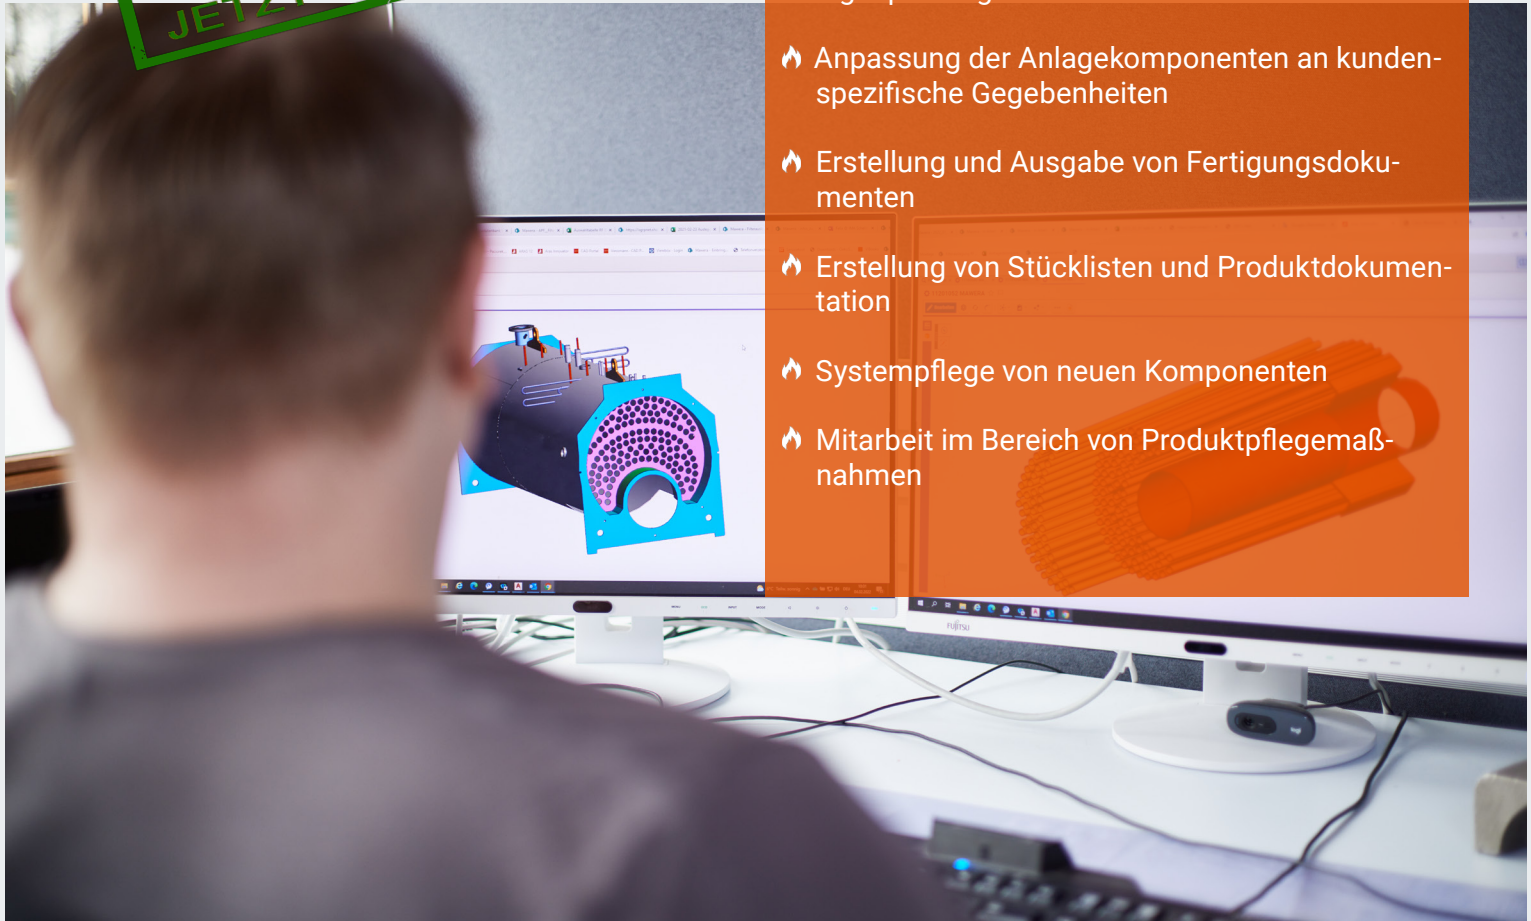 JETZT
Anpassung der Anlagekomponenten an kunden-
spezifische Gegebenheiten
Erstellung und Ausgabe von Fertigungsdoku-
menten
Erstellung von Stücklisten und Produktdokumen-
tation
Systempflege von neuen Komponenten
Mitarbeit im Bereich von Produktpflegemaß-
nahmen
FUJITSU